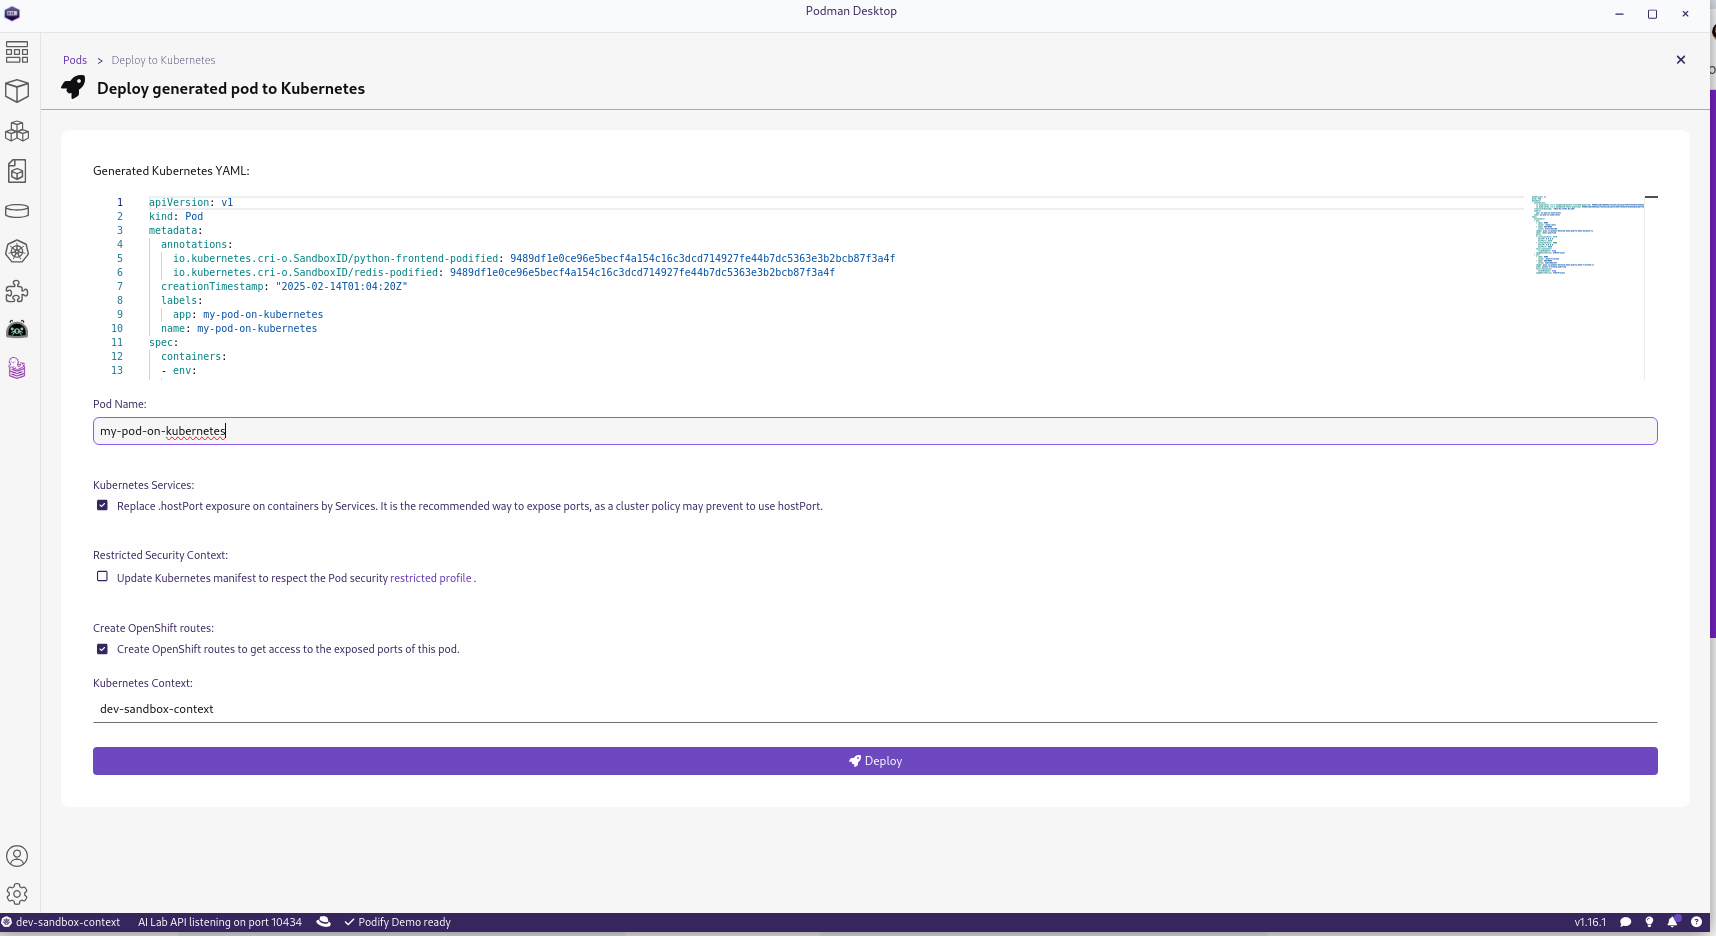 Podman Desktop
Pods > Deploy to Kubernetes
Deploy generated pod to Kubernetes
Generated Kubernetes YAML:
1 apiVersion: v1
2 kind: Pod
3 metadata:
4 annotations:
5 io.kubernetes.cri-o.SandboxID/python-frontend-podified: 9489df1e0ce96e5becf4a154c16c3dcd714927fe44b7dc5363e3b2bcb87f3a4f
6 io.kubernetes.cri-o.SandboxID/redis-podified: 9489df1e0ce96e5becf4a154c16c3dcd714927fe44b7dc5363e3b2bcb87f3a4f
7 creationTimestamp: "2025-02-14T01:04:20Z"
8 labels:
9 app: my-pod-on-kubernetes
10 name: my-pod-on-kubernetes
11 spec:
12 containers:
13 - env:
Pod Name:
my-pod-on-kubernetes
Kubernetes Services:
Replace .hostPort exposure on containers by Services. It is the recommended way to expose ports, as a cluster policy may prevent to use hostPort.
Restricted Security Context:
Update Kubernetes manifest to respect the Pod security restricted profile .
Create OpenShift routes:
Create OpenShift routes to get access to the exposed ports of this pod.
Kubernetes Context:
dev-sandbox-context
Deploy
dev-sandbox-context AI Lab API listening on port 10434 Podify Demo ready v1.16.1